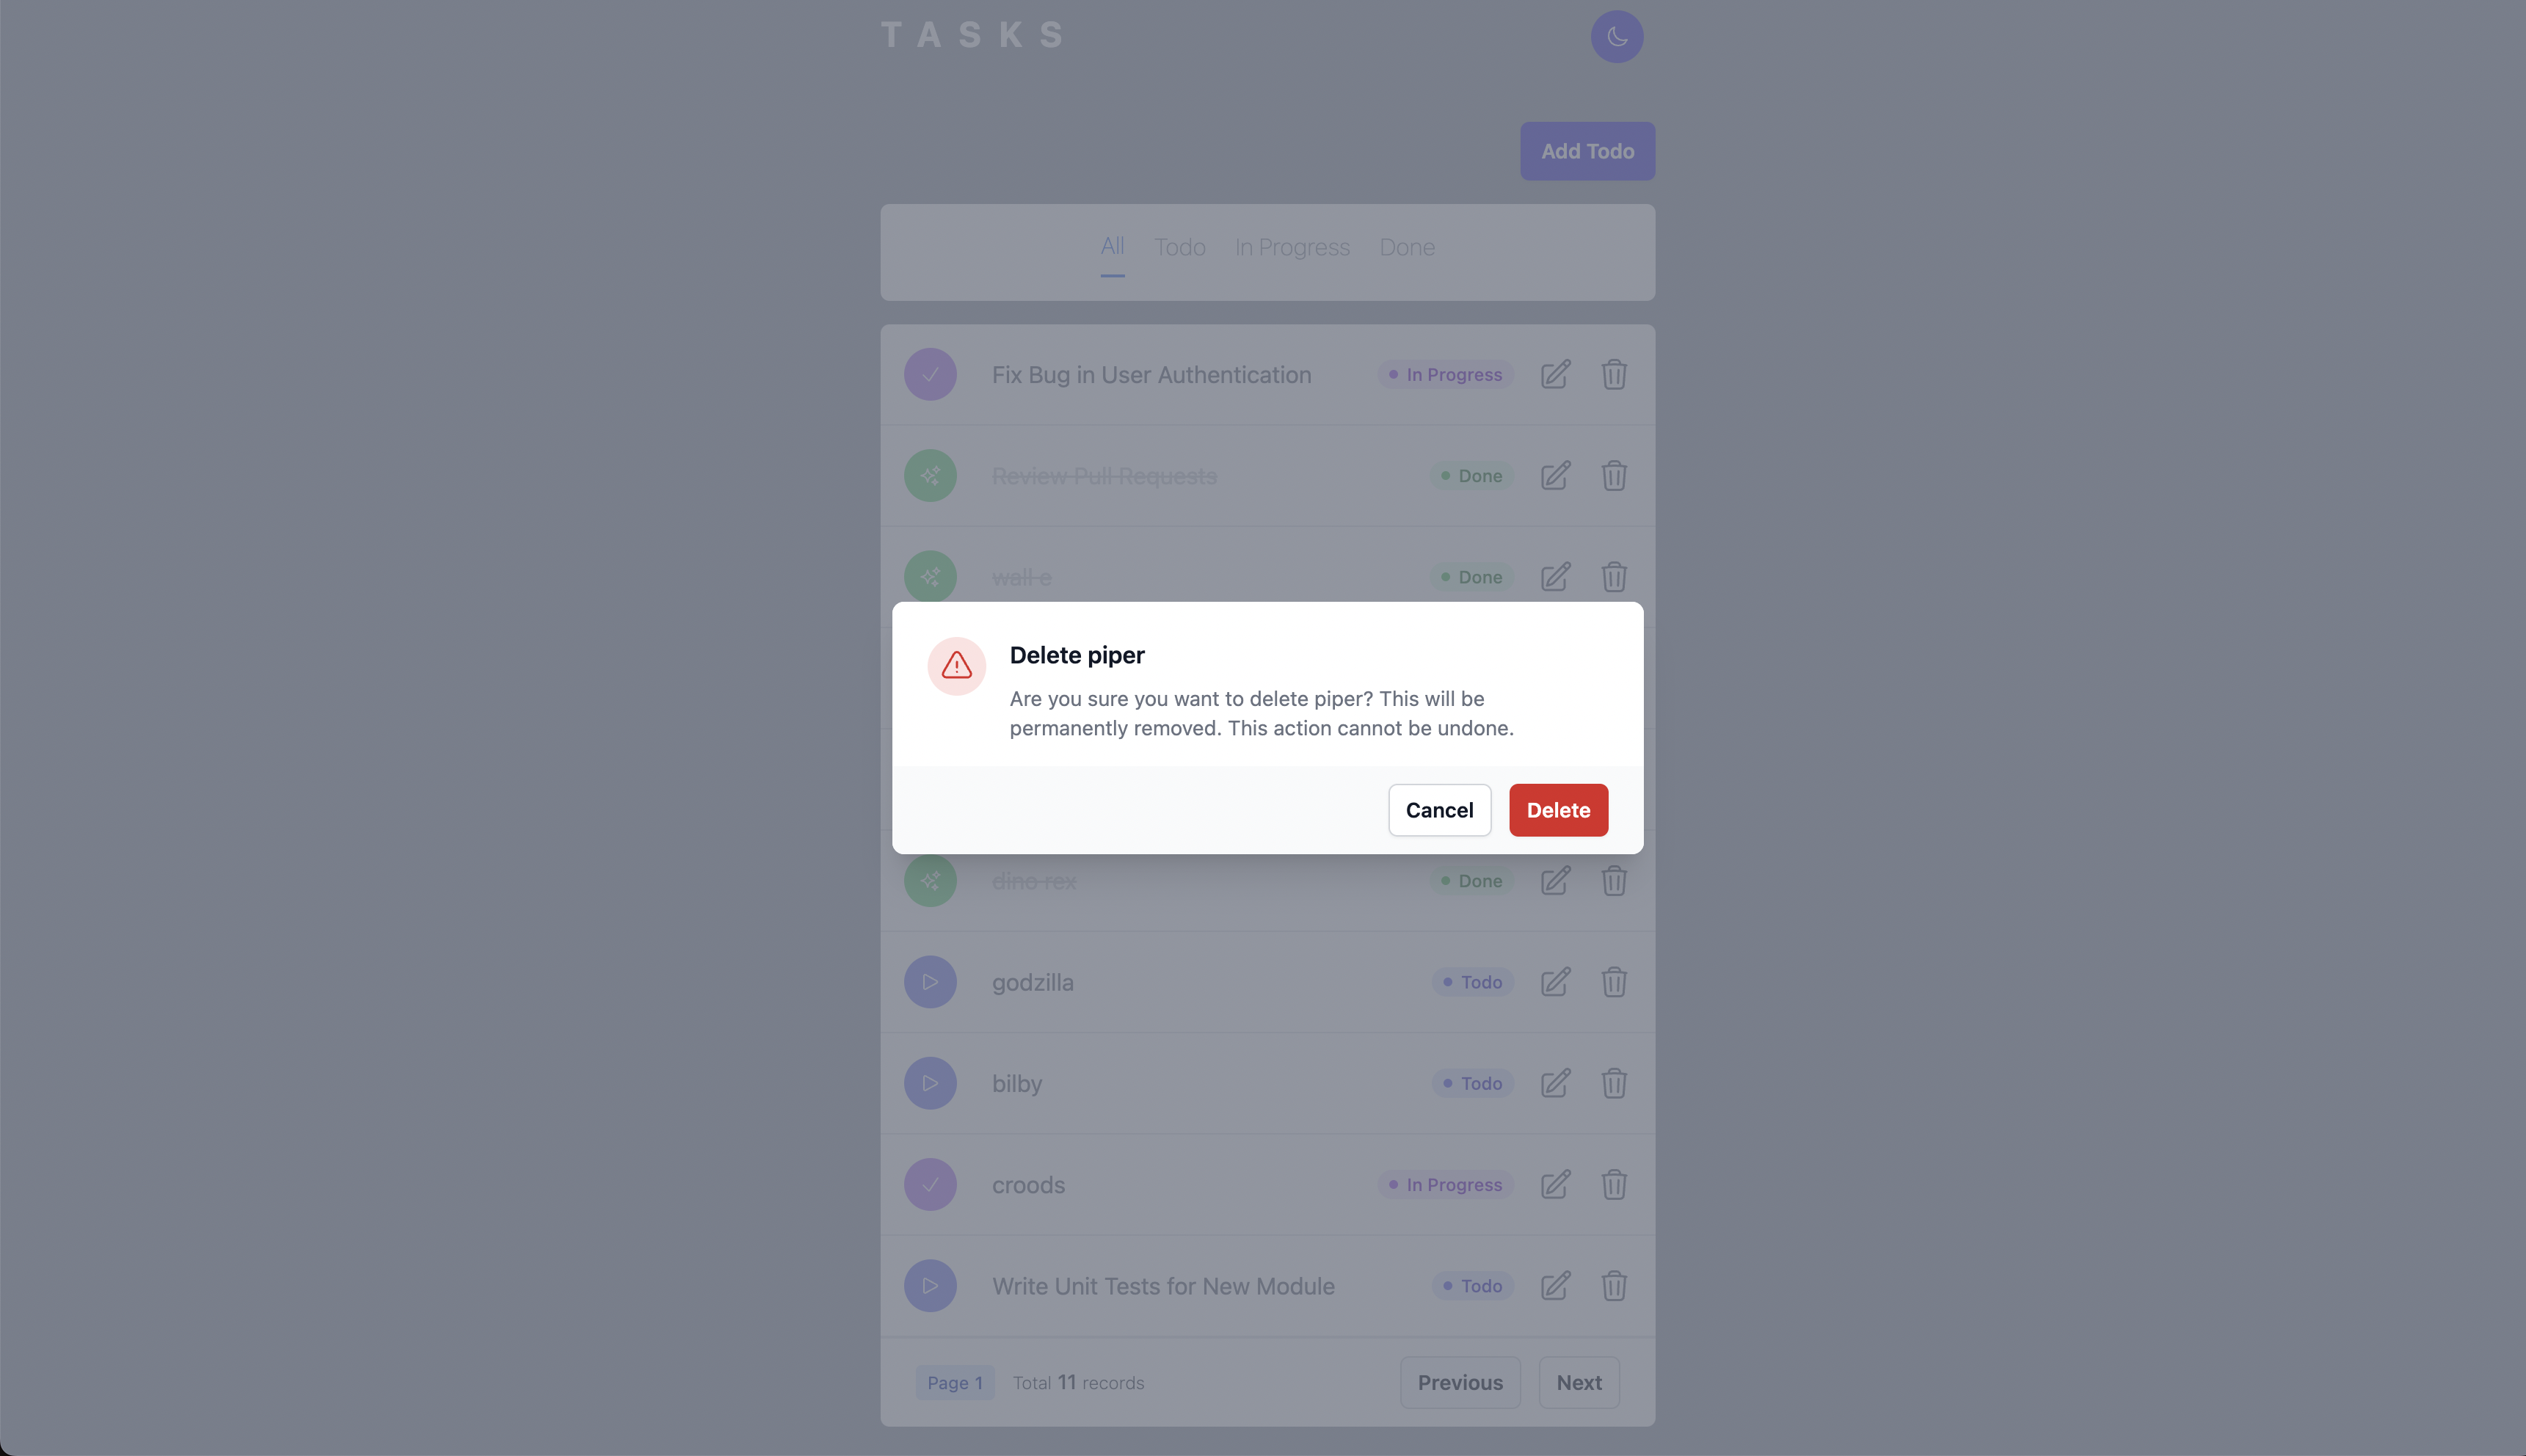 TASKS
Add Todo
All Todo In Progress Done
Fix Bug in User Authentication In Progress
Review Pull Requests Done
wall e Done
Delete piper
Are you sure you want to delete piper? This will be
permanently removed. This action cannot be undone.
Cancel Delete
dino rex Done
godzilla Todo
bilby Todo
croods In Progress
Write Unit Tests for New Module Todo
Page 1 Total 11 records Previous Next